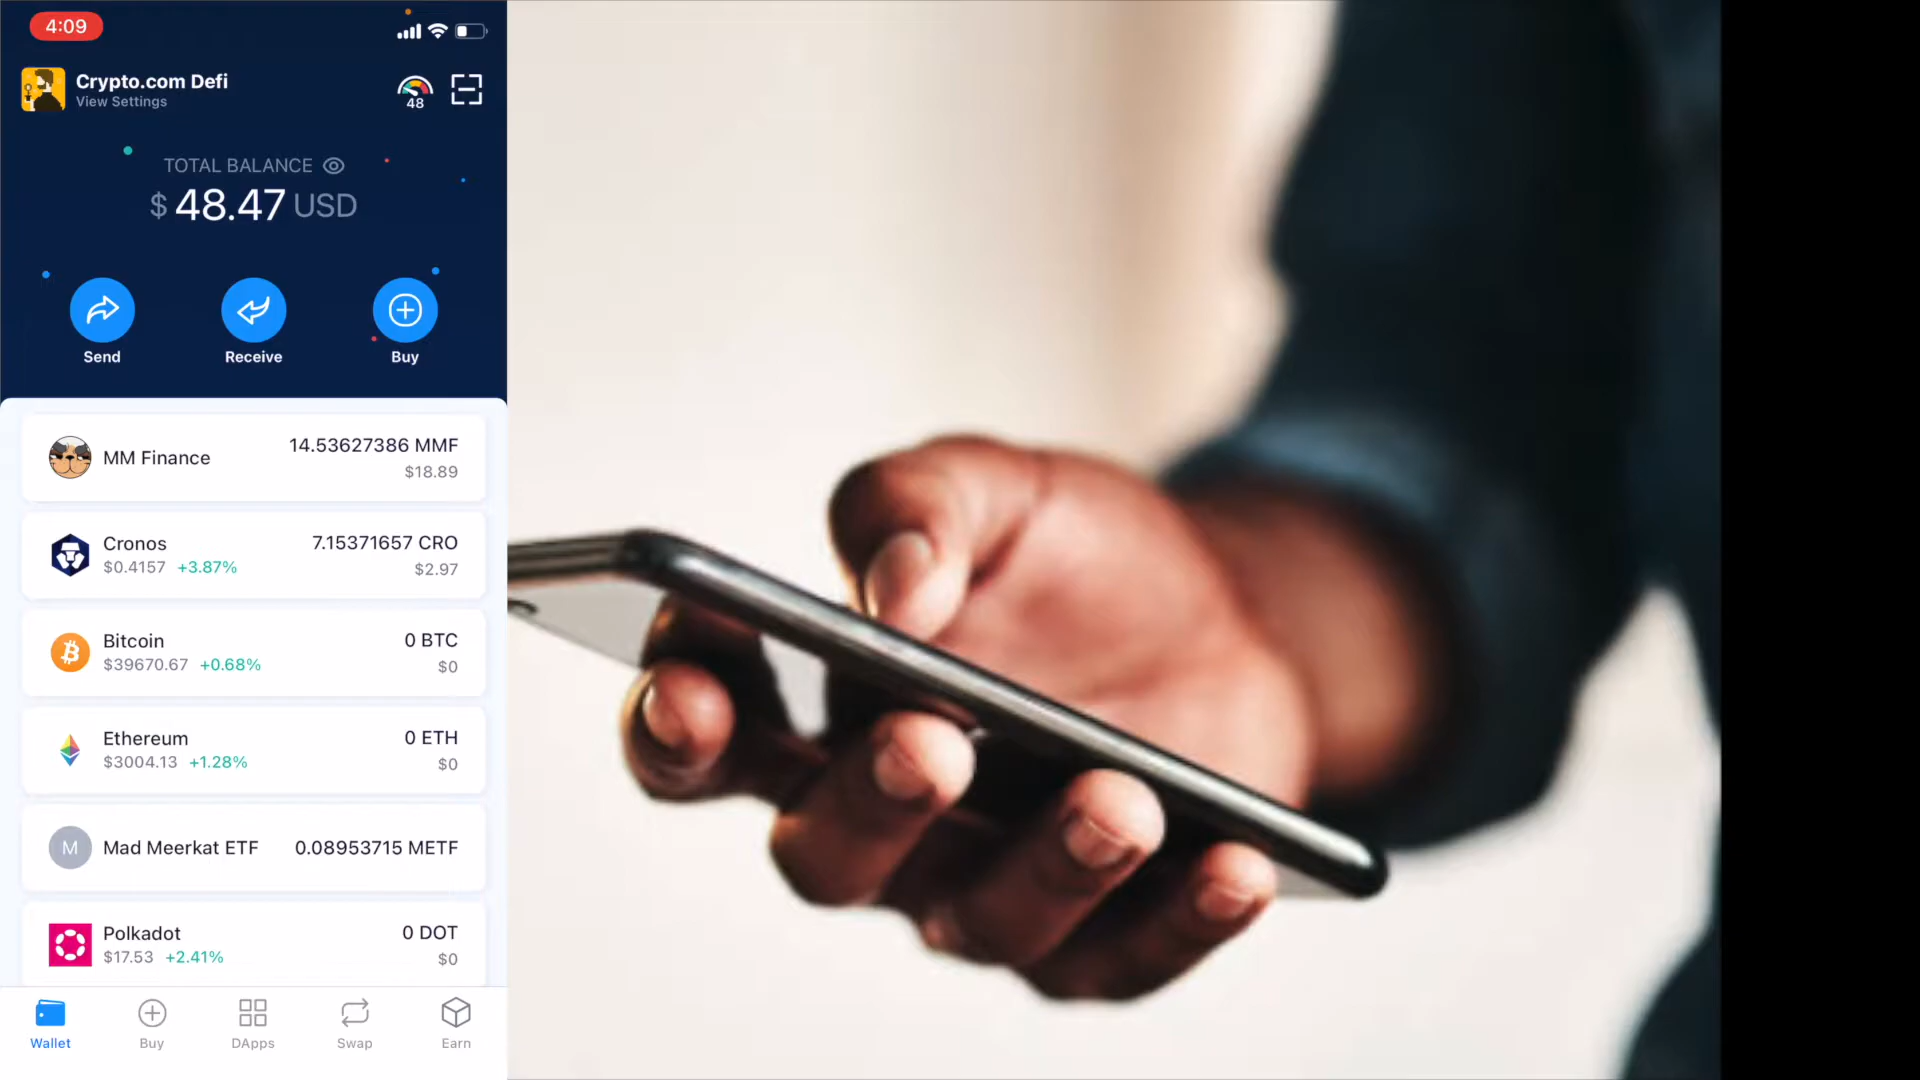 4:09
Crypto.com Defi
View Settings
48
TOTAL BALANCE
$ 48.47 USD
Send
Receive
Buy
MM Finance
14.53627386 MMF
$18.89
Cronos
7.15371657 CRO
$0.4157 +3.87%
$2.97
Bitcoin
0 BTC
$39670.67 +0.68%
$0
Ethereum
0 ETH
$3004.13 +1.28%
$0
M
Mad Meerkat ETF
0.08953715 METF
Polkadot
0 DOT
$17.53 +2.41%
$0
Wallet
Buy
DApps
Swap
Earn